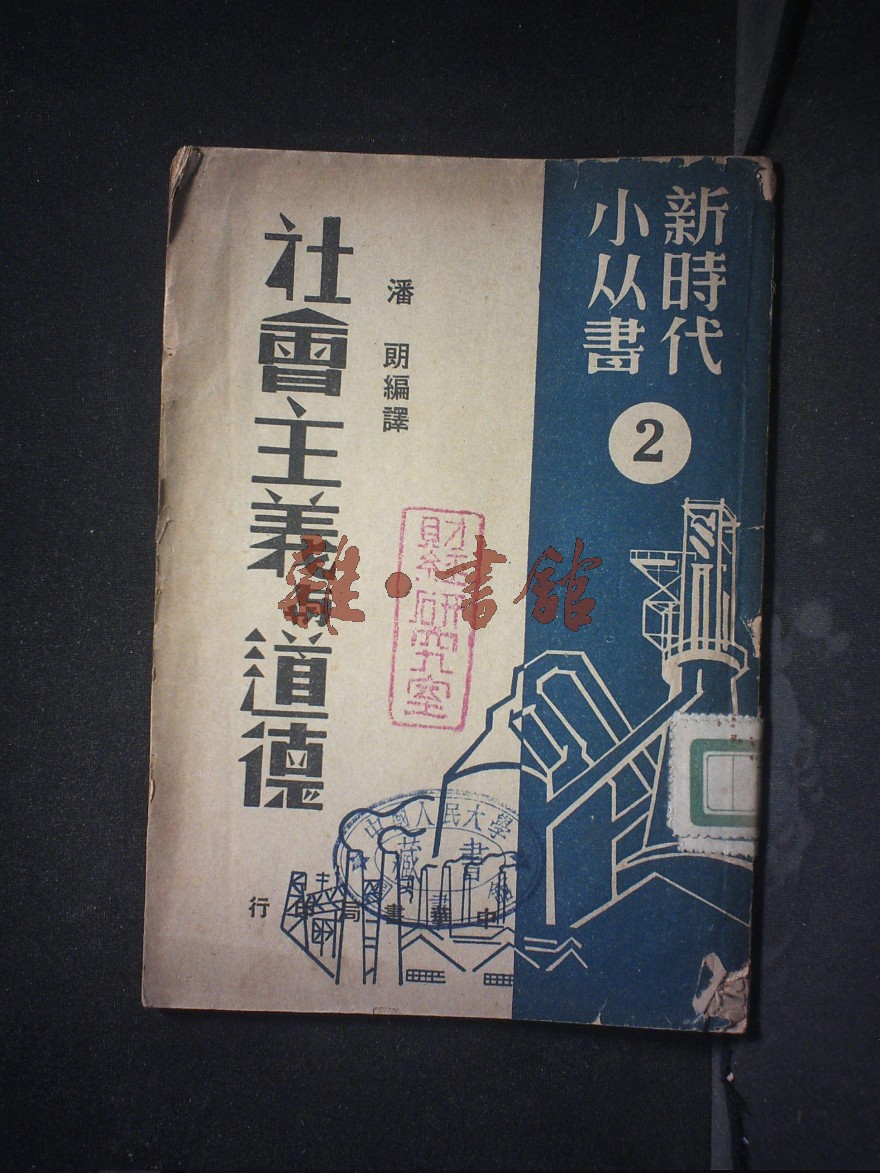 新時代
小从書
2
潘朗編譯
社會主義的道德
財經研究室
雜·書館
中國人民大學
藏書
中華書局印行